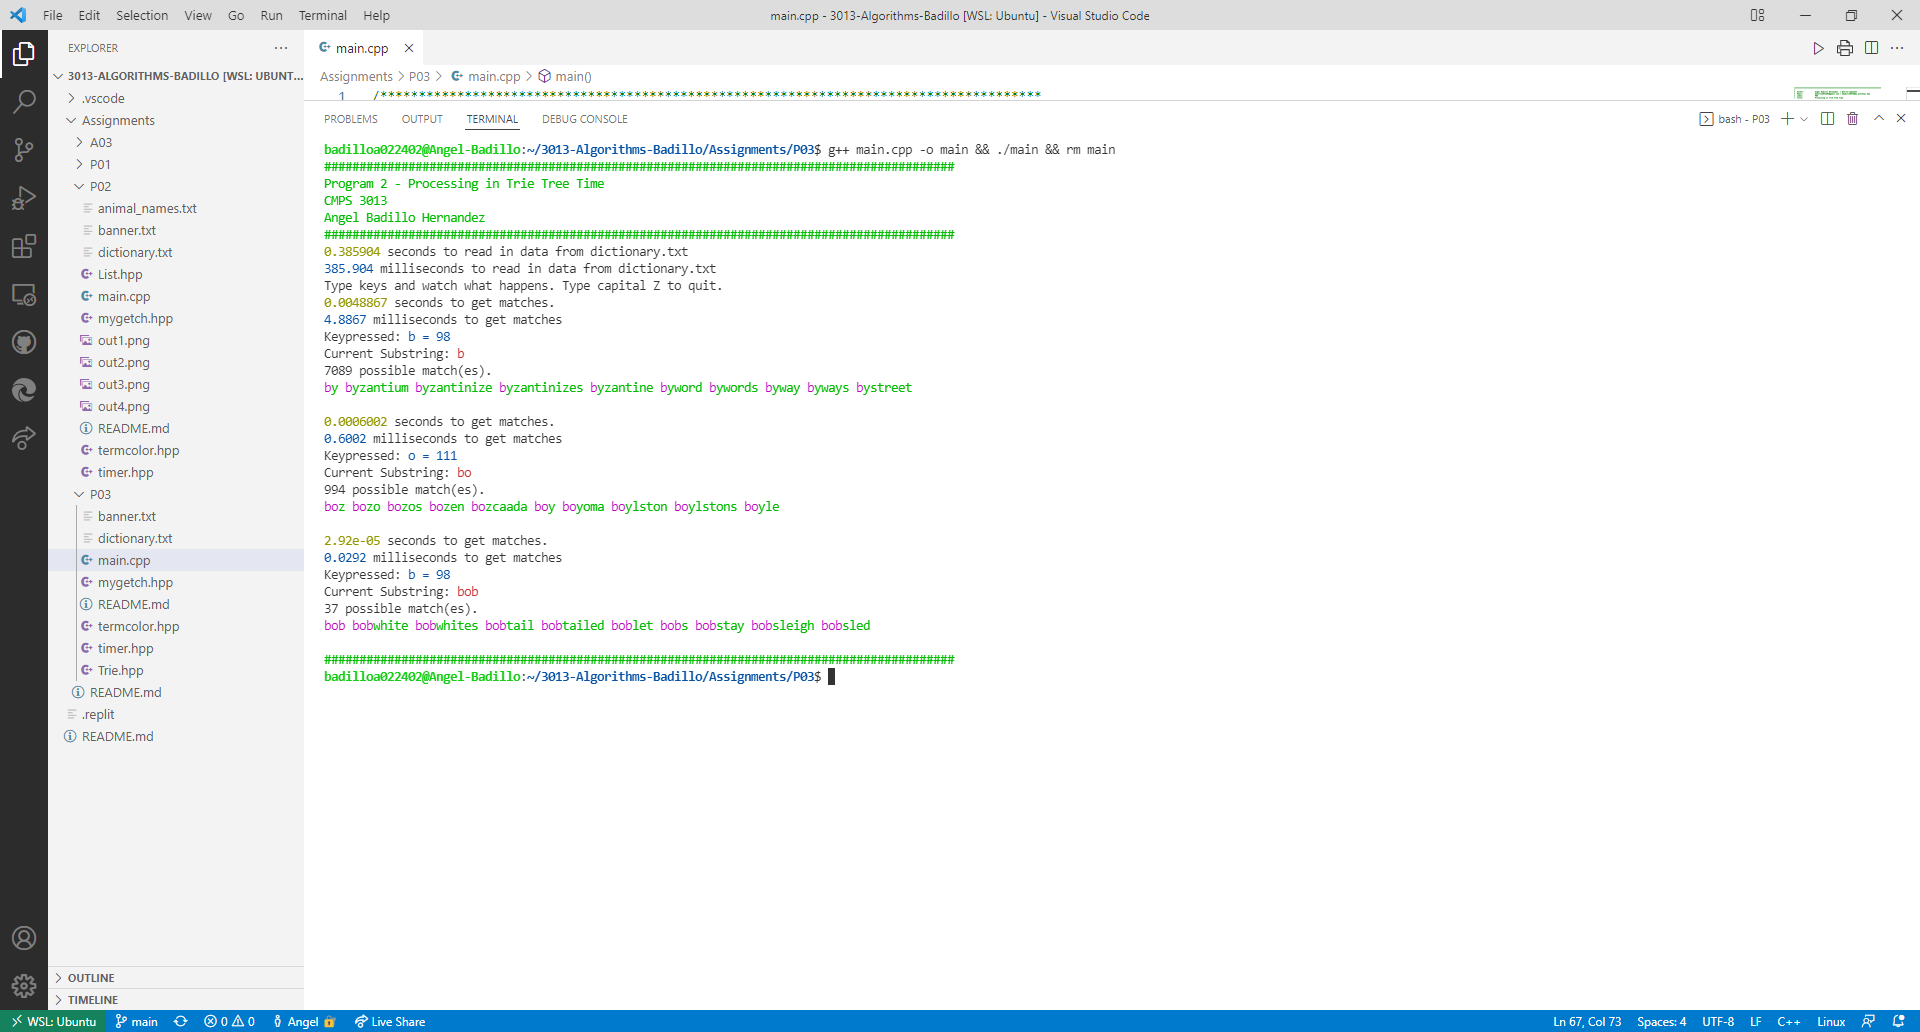 File Edit Selection View Go Run Terminal Help
main.cpp - 3013-Algorithms-Badillo [WSL: Ubuntu] - Visual Studio Code
EXPLORER
3013-ALGORITHMS-BADILLO [WSL: UBUNT...
.vscode
Assignments
A03
P01
P02
animal_names.txt
banner.txt
dictionary.txt
List.hpp
main.cpp
mygetch.hpp
out1.png
out2.png
out3.png
out4.png
README.md
termcolor.hpp
timer.hpp
P03
banner.txt
dictionary.txt
main.cpp
mygetch.hpp
README.md
termcolor.hpp
timer.hpp
Trie.hpp
README.md
.replit
README.md
OUTLINE
TIMELINE
main.cpp
Assignments > P03 > main.cpp > main()
PROBLEMS OUTPUT TERMINAL DEBUG CONSOLE
bash - P03
badilloa022402@Angel-Badillo:~/3013-Algorithms-Badillo/Assignments/P03$ g++ main.cpp -o main && ./main && rm main
##########################################################################################
Program 2 - Processing in Trie Tree Time
CMPS 3013
Angel Badillo Hernandez
##########################################################################################
0.385904 seconds to read in data from dictionary.txt
385.904 milliseconds to read in data from dictionary.txt
Type keys and watch what happens. Type capital Z to quit.
0.0048867 seconds to get matches.
4.8867 milliseconds to get matches
Keypressed: b = 98
Current Substring: b
7089 possible match(es).
by byzantium byzantinize byzantinizes byzantine byword bywords byway byways bystreet
0.0006002 seconds to get matches.
0.6002 milliseconds to get matches
Keypressed: o = 111
Current Substring: bo
994 possible match(es).
boz bozo bozos bozen bozcaada boy boyoma boylston boylstons boyle
2.92e-05 seconds to get matches.
0.0292 milliseconds to get matches
Keypressed: b = 98
Current Substring: bob
37 possible match(es).
bob bobwhite bobwhites bobtail bobtailed boblet bobs bobstay bobsleigh bobsled
##########################################################################################
badilloa022402@Angel-Badillo:~/3013-Algorithms-Badillo/Assignments/P03$
WSL: Ubuntu main 0 0 Angel Live Share
Ln 67, Col 73 Spaces: 4 UTF-8 LF C++ Linux